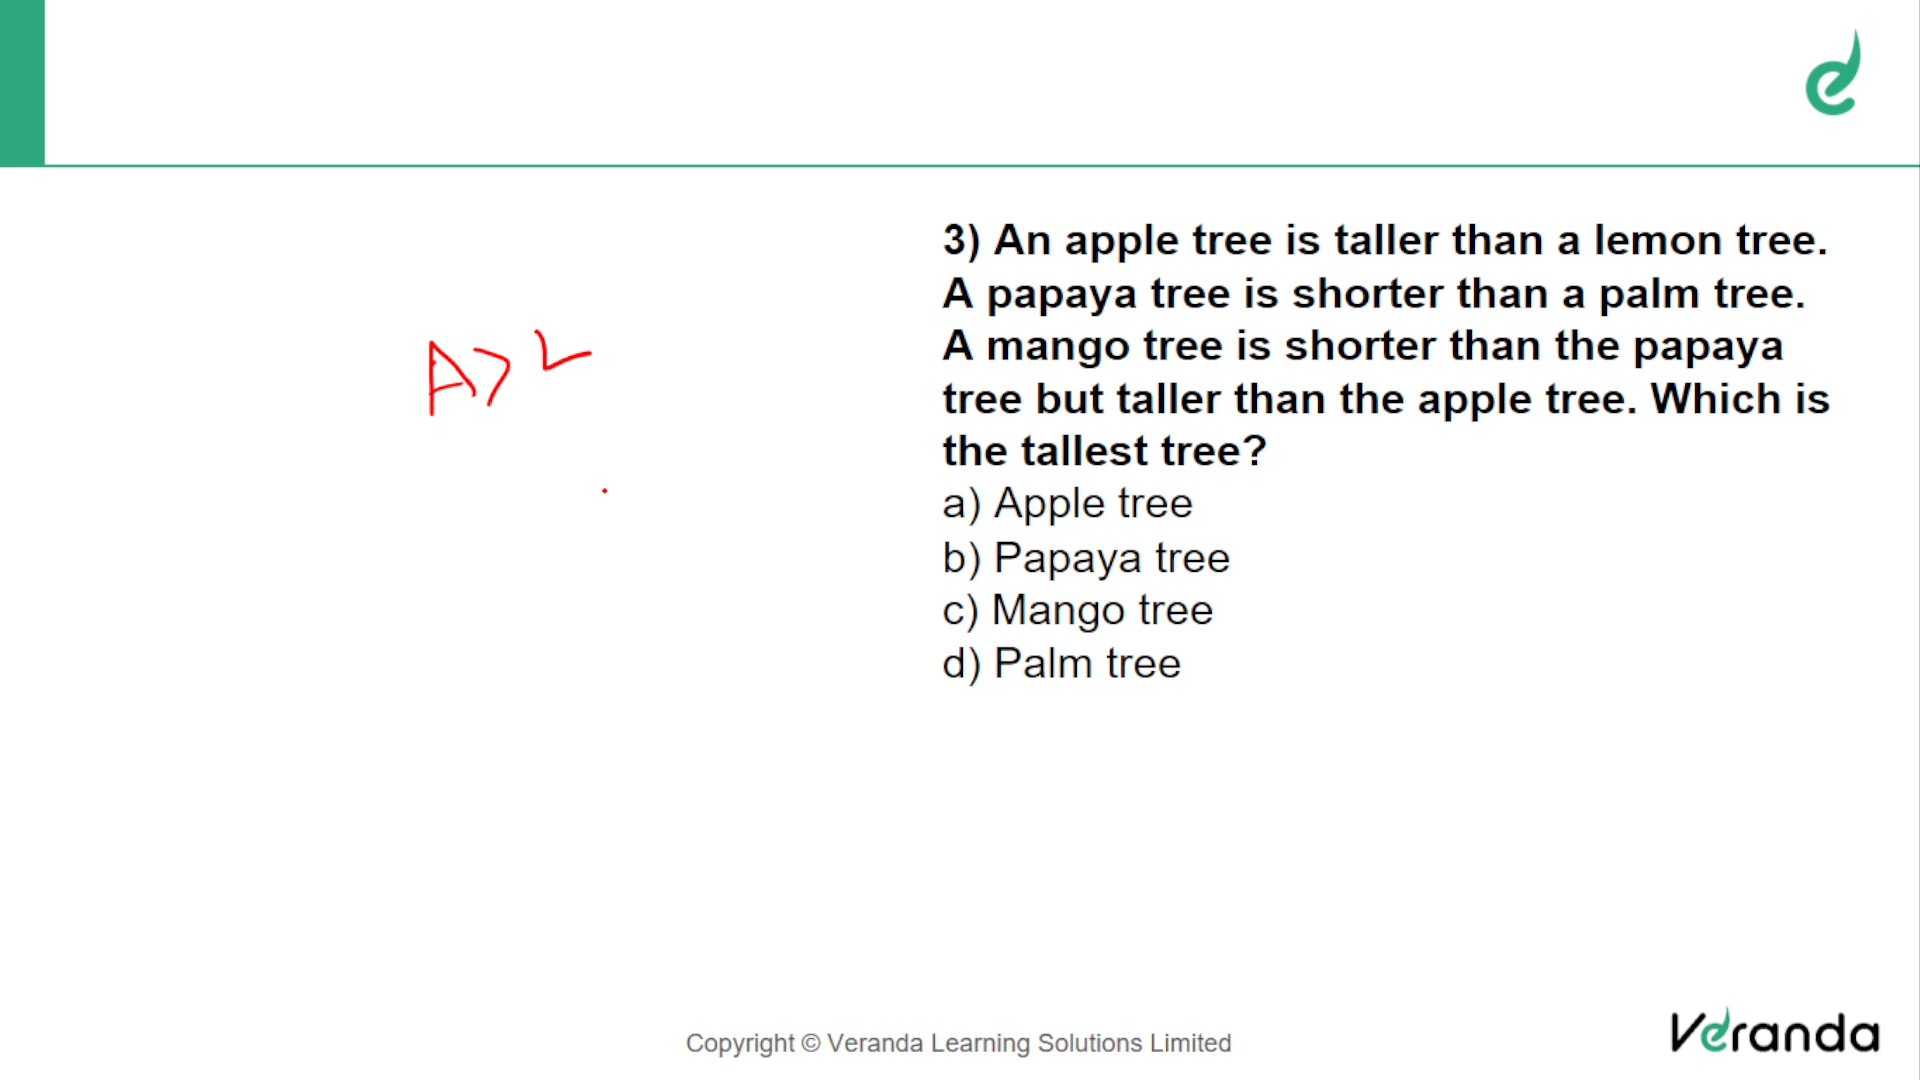 A>L
3) An apple tree is taller than a lemon tree.
A papaya tree is shorter than a palm tree.
A mango tree is shorter than the papaya
tree but taller than the apple tree. Which is
the tallest tree?
a) Apple tree
b) Papaya tree
c) Mango tree
d) Palm tree
Copyright © Veranda Learning Solutions Limited
Veranda